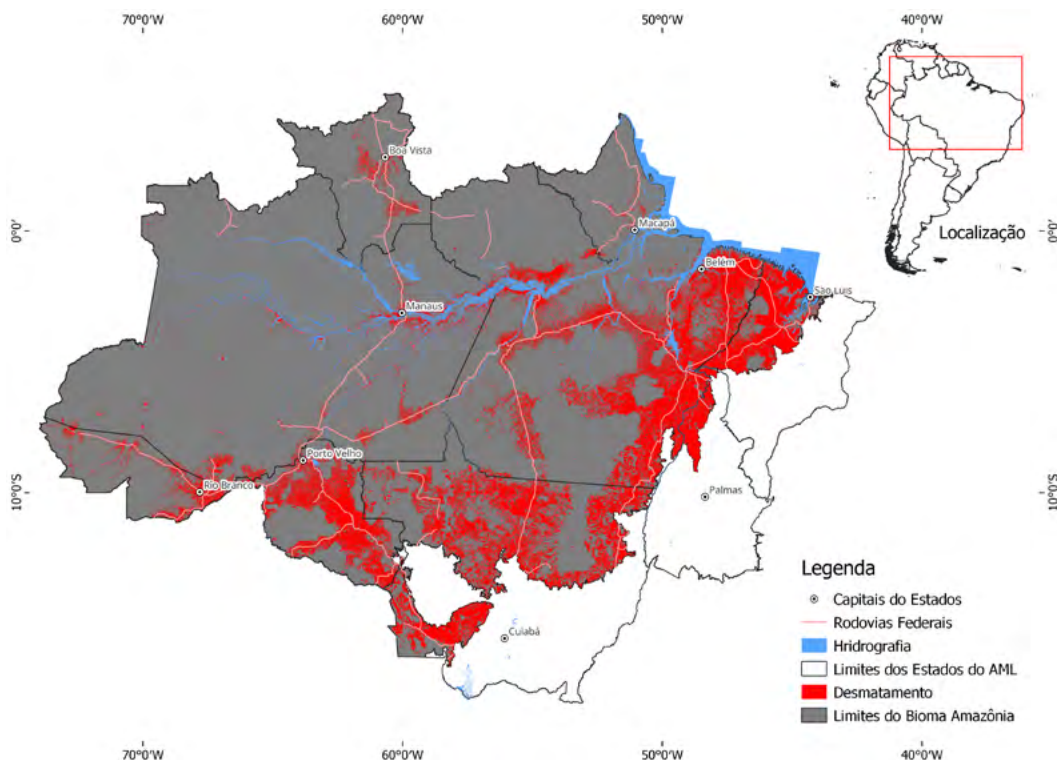 70°0'W 60°0'W 50°0'W 40°0'W
Boa Vista
0°0' Macapá Localização 0°0'
Belém
São Luis
Manaus
Porto Velho
Rio Branco
10°0'S Palmas 10°0'S
Legenda
Capitais do Estados
Rodovias Federais
Hridrografia
Cuiabá
Limites dos Estados do AML
Desmatamento
Limites do Bioma Amazônia
70°0'W 60°0'W 50°0'W 40°0'W